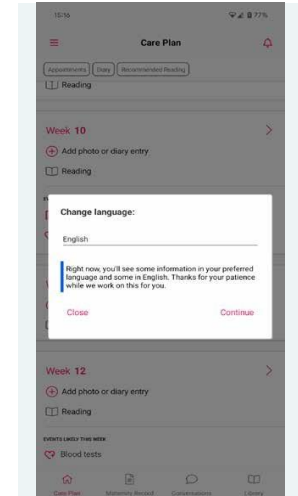 10:16
77%
Care Plan
Appointments Diary Recommended Reading
Reading
Week 10
Add photo or diary entry
Reading
Change language:
English
Right now, you'll see some information in your preferred
language and some in English. Thanks for your patience
while we work on this for you.
Close Continue
Week 12
Add photo or diary entry
Reading
EVENTS LIKELY THIS WEEK
Blood tests
Care Plan Maternity Record Conversations Library